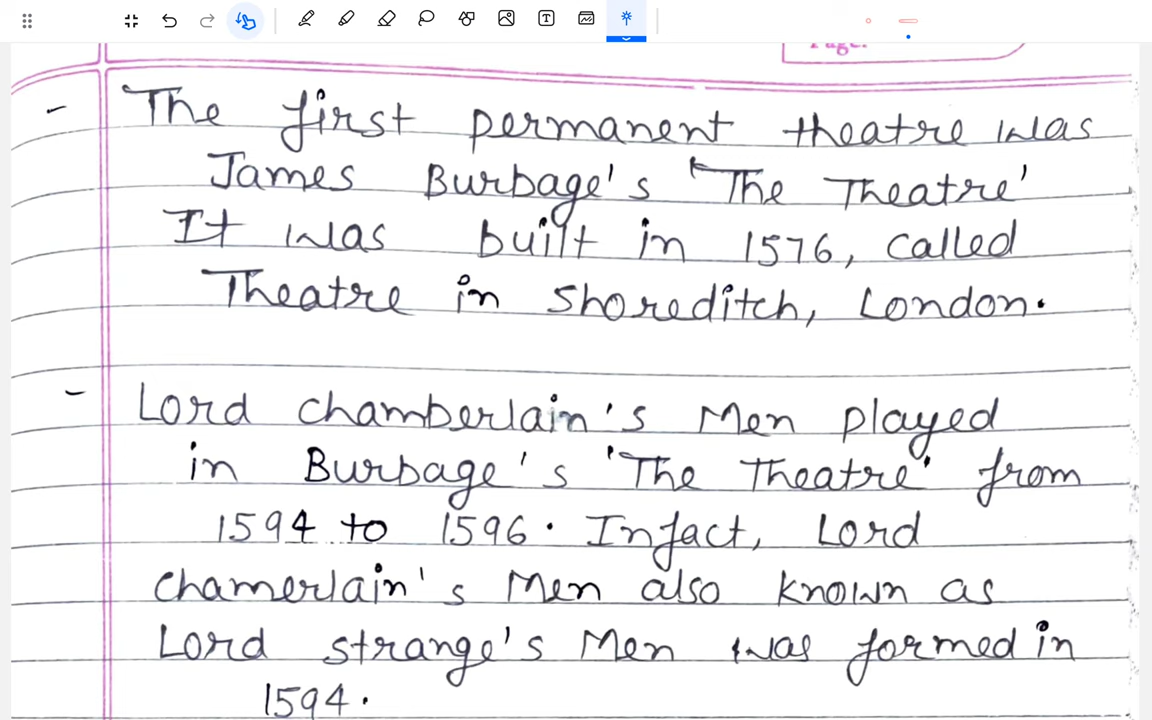 Page:
- The first permanent theatre was
James Burbage's 'The Theatre'
It was built in 1576, called
Theatre in Shoreditch, London.
- Lord chamberlain's Men played
in Burbage's 'The Theatre' from
1594 to 1596. Infact, Lord
chamerlain's Men also known as
Lord strange's Men was formed in
1594.